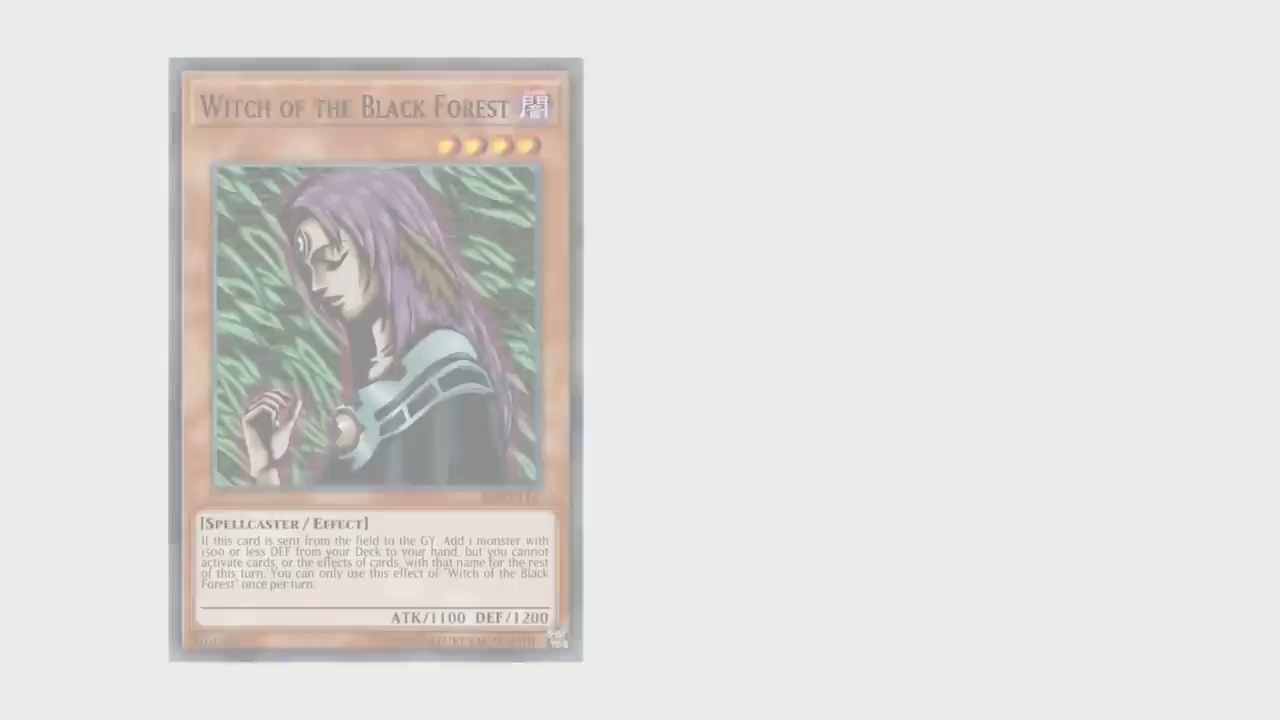 WITCH OF THE BLACK FOREST 闇
[SPELLCASTER / EFFECT]
If this card is sent from the field to the GY: Add 1 monster with
1500 or less DEF from your Deck to your hand, but you cannot
activate cards, or the effects of cards, with that name for the rest
of this turn. You can only use this effect of "Witch of the Black
Forest" once per turn.
ATK/1100 DEF/1200